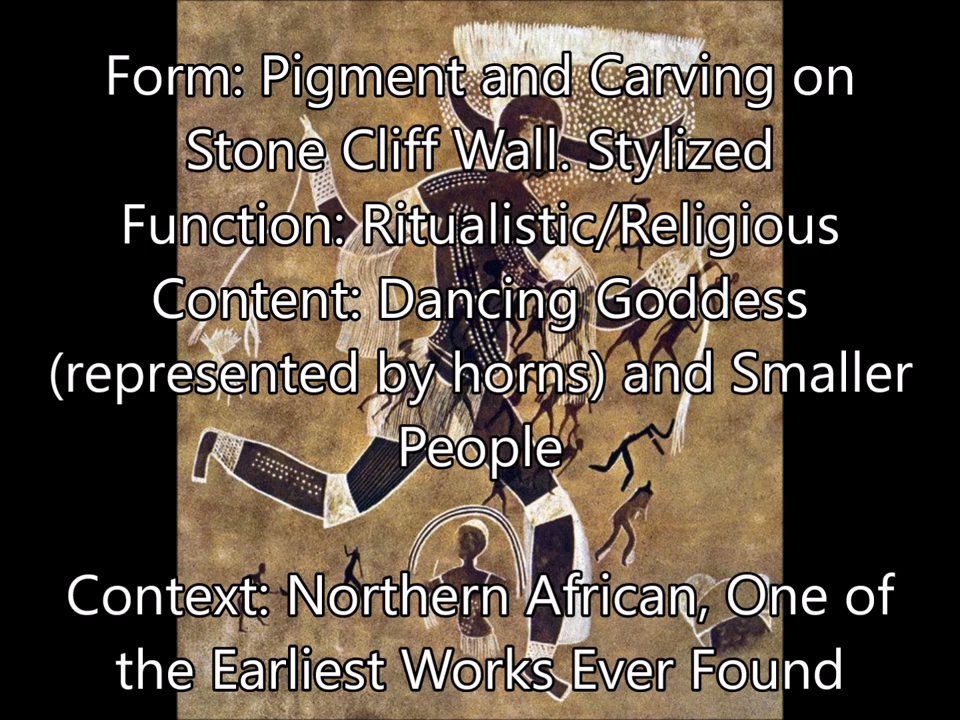 Form: Pigment and Carving on
Stone Cliff Wall. Stylized
Function: Ritualistic/Religious
Content: Dancing Goddess
(represented by horns) and Smaller
People
Context: Northern African, One of
the Earliest Works Ever Found